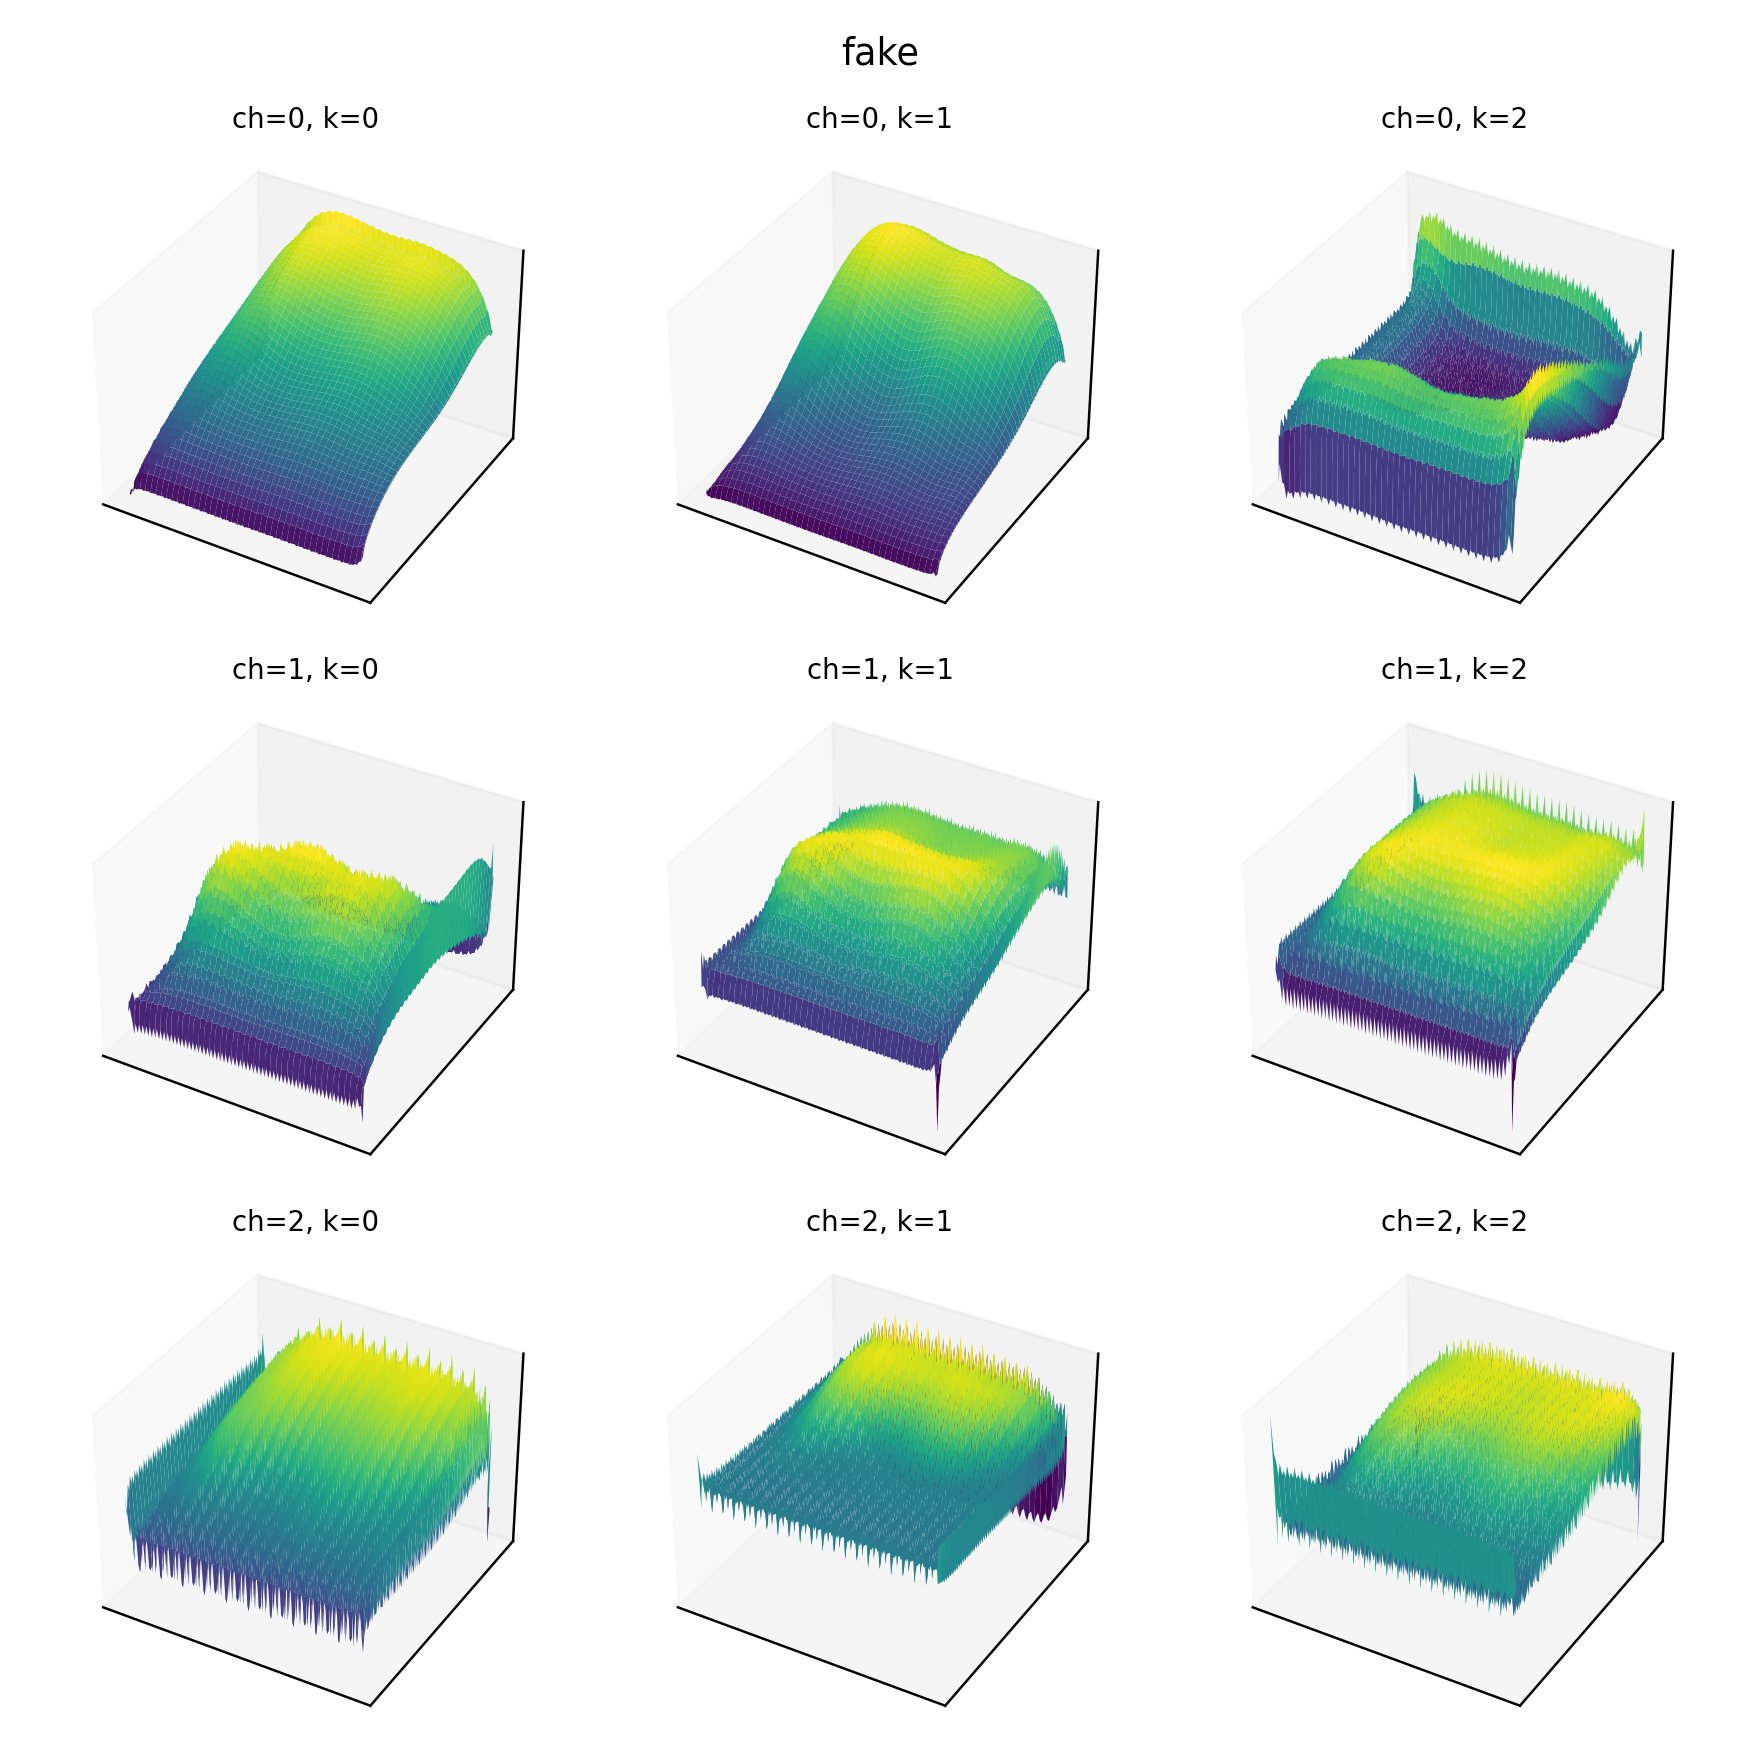 fake
ch=0, k=0
ch=0, k=1
ch=0, k=2
ch=1, k=0
ch=1, k=1
ch=1, k=2
ch=2, k=0
ch=2, k=1
ch=2, k=2